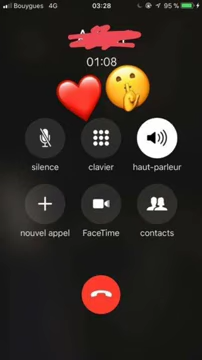 Bouygues 4G 03:28 95 %
01:08
silence clavier haut-parleur
nouvel appel FaceTime contacts